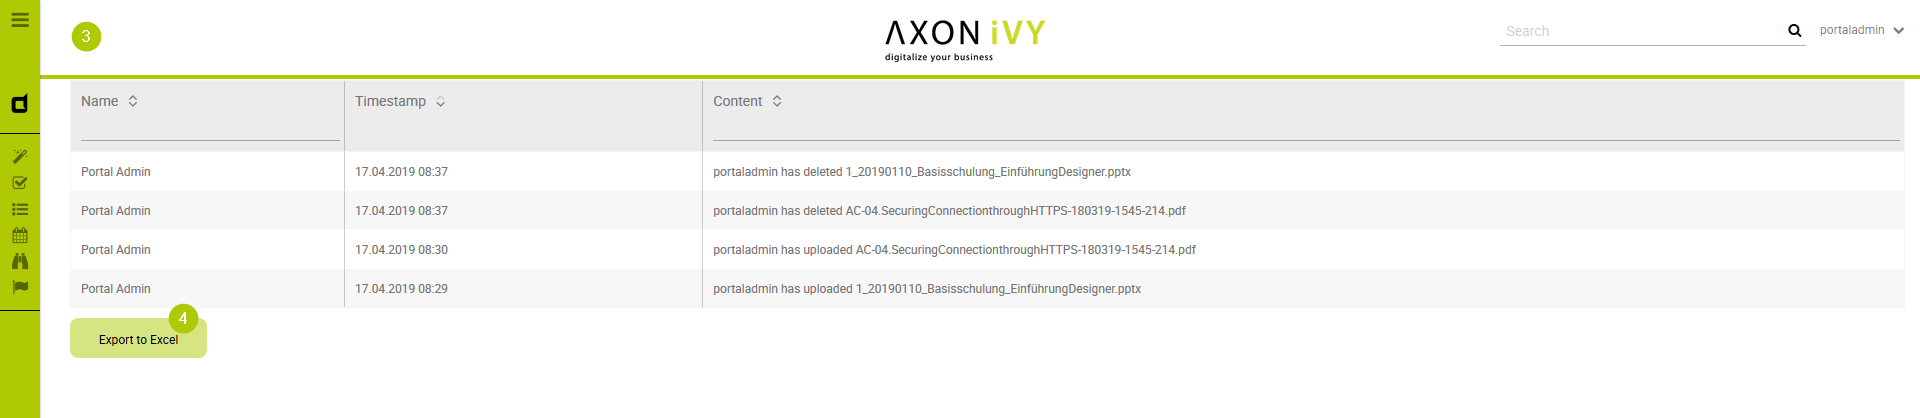 3
AXON iVY
digitalize your business
Search
portaladmin
Name Timestamp Content
Portal Admin 17.04.2019 08:37 portaladmin has deleted 1_20190110_Basisschulung_EinführungDesigner.pptx
Portal Admin 17.04.2019 08:37 portaladmin has deleted AC-04.SecuringConnectionthroughHTTPS-180319-1545-214.pdf
Portal Admin 17.04.2019 08:30 portaladmin has uploaded AC-04.SecuringConnectionthroughHTTPS-180319-1545-214.pdf
Portal Admin 17.04.2019 08:29 portaladmin has uploaded 1_20190110_Basisschulung_EinführungDesigner.pptx
4
Export to Excel